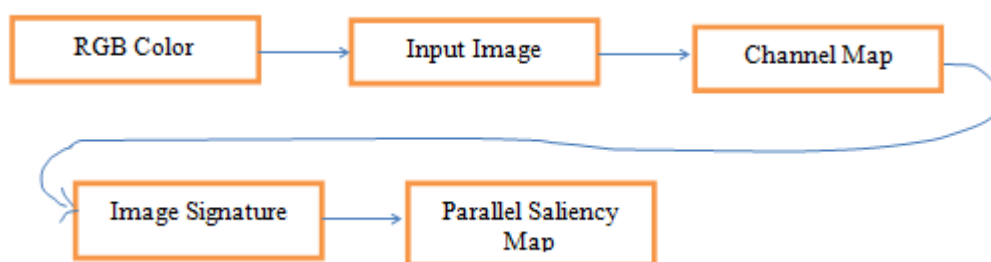 RGB Color
Input Image
Channel Map
Image Signature
Parallel Saliency
Map